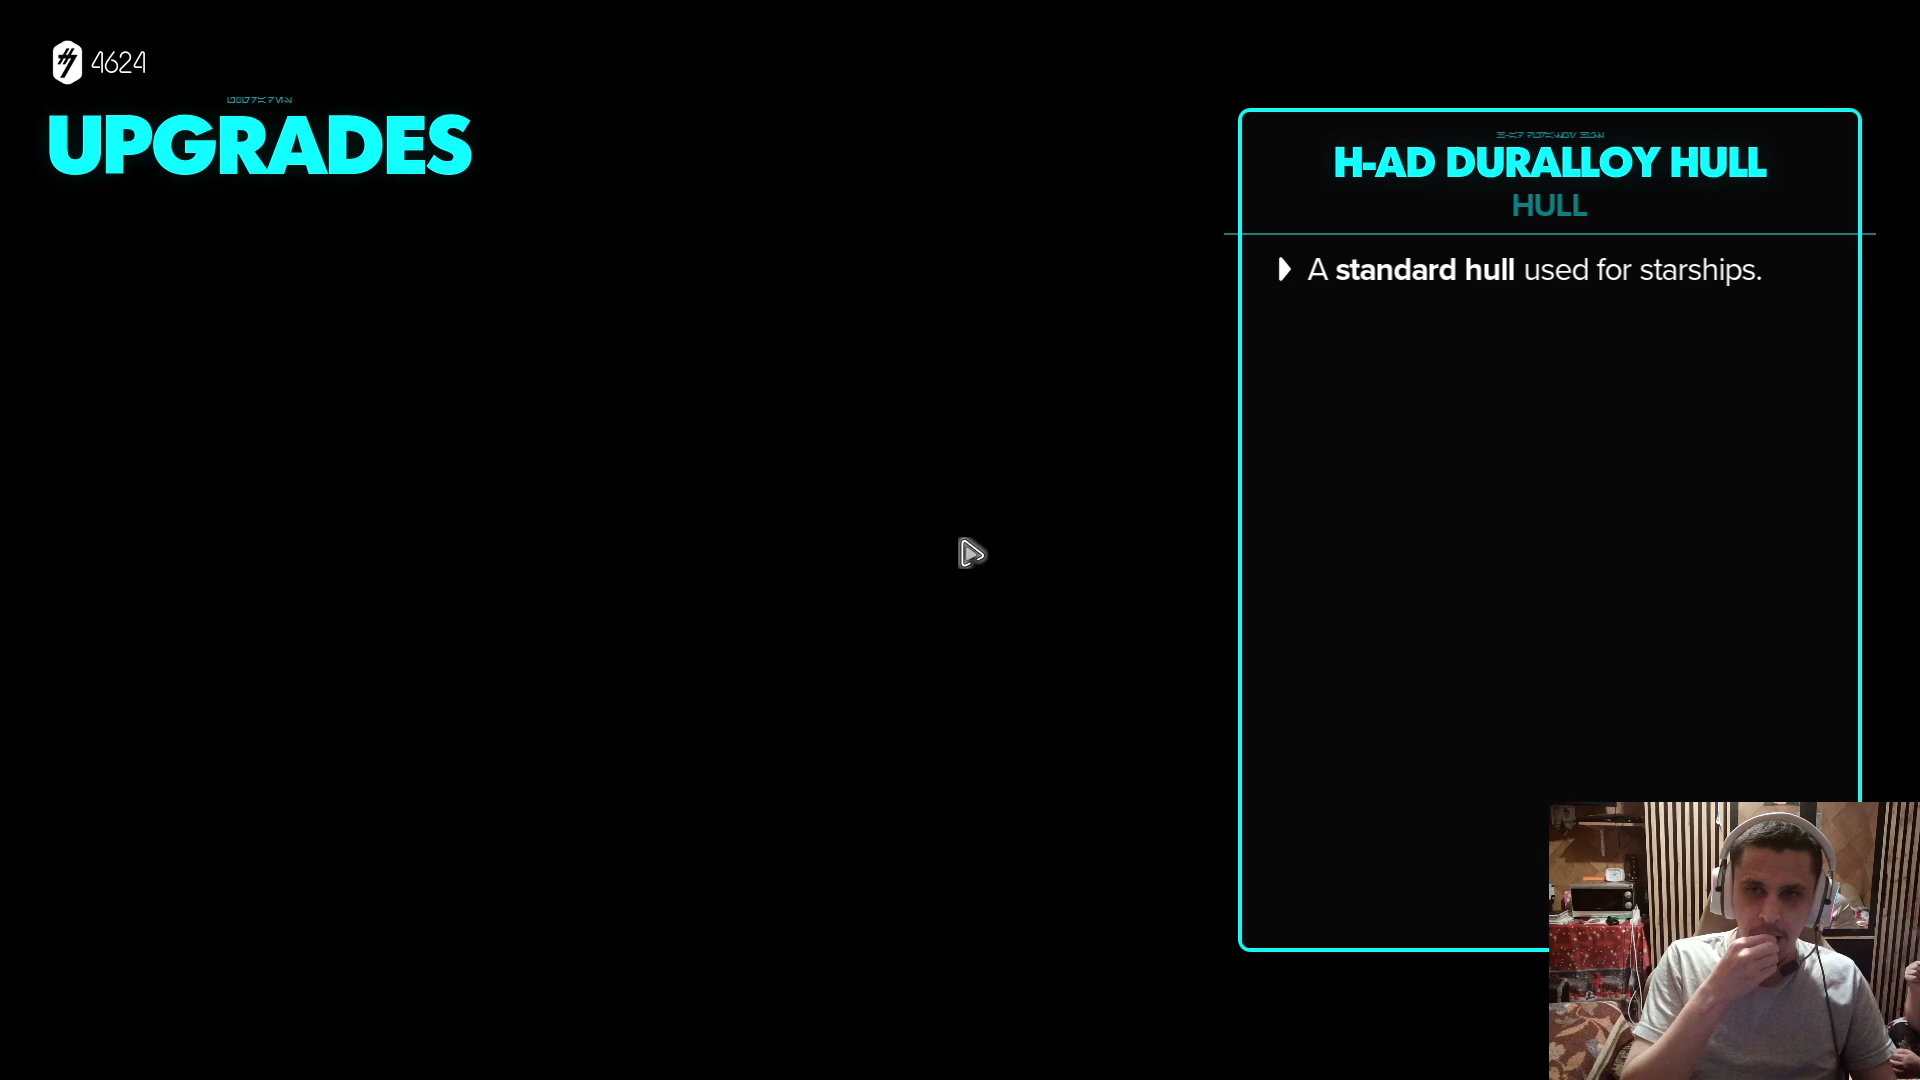 4624
UPGRADES
H-AD DURALLOY HULL
HULL
A standard hull used for starships.